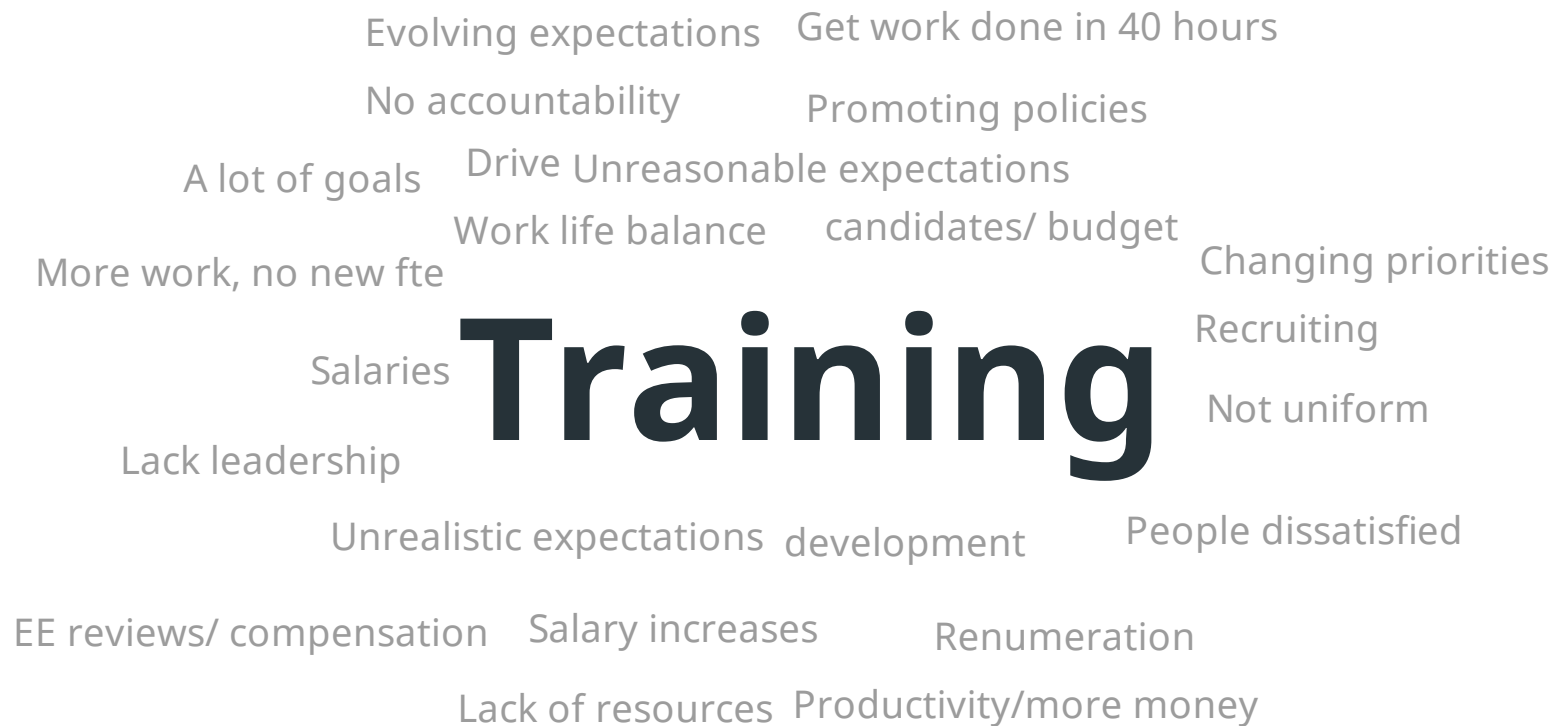 Evolving expectations
Get work done in 40 hours
No accountability
Promoting policies
A lot of goals
Drive
Unreasonable expectations
Work life balance
candidates/ budget
More work, no new fte
Changing priorities
Training
Recruiting
Salaries
Not uniform
Lack leadership
Unrealistic expectations
development
People dissatisfied
EE reviews/ compensation
Salary increases
Renumeration
Lack of resources
Productivity/more money